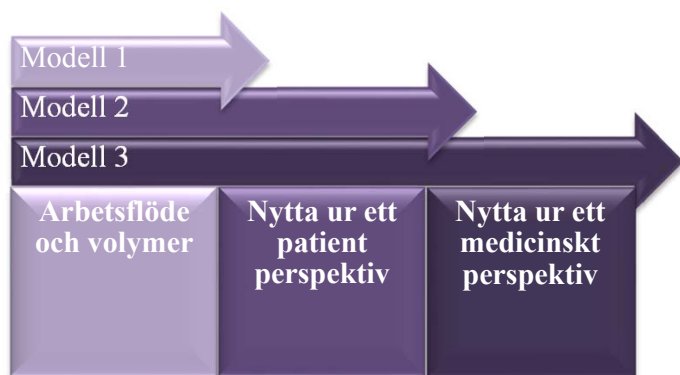 Modell 1
Modell 2
Modell 3
Arbetsflöde
och volymer
Nytta ur ett
patient
perspektiv
Nytta ur ett
medicinskt
perspektiv